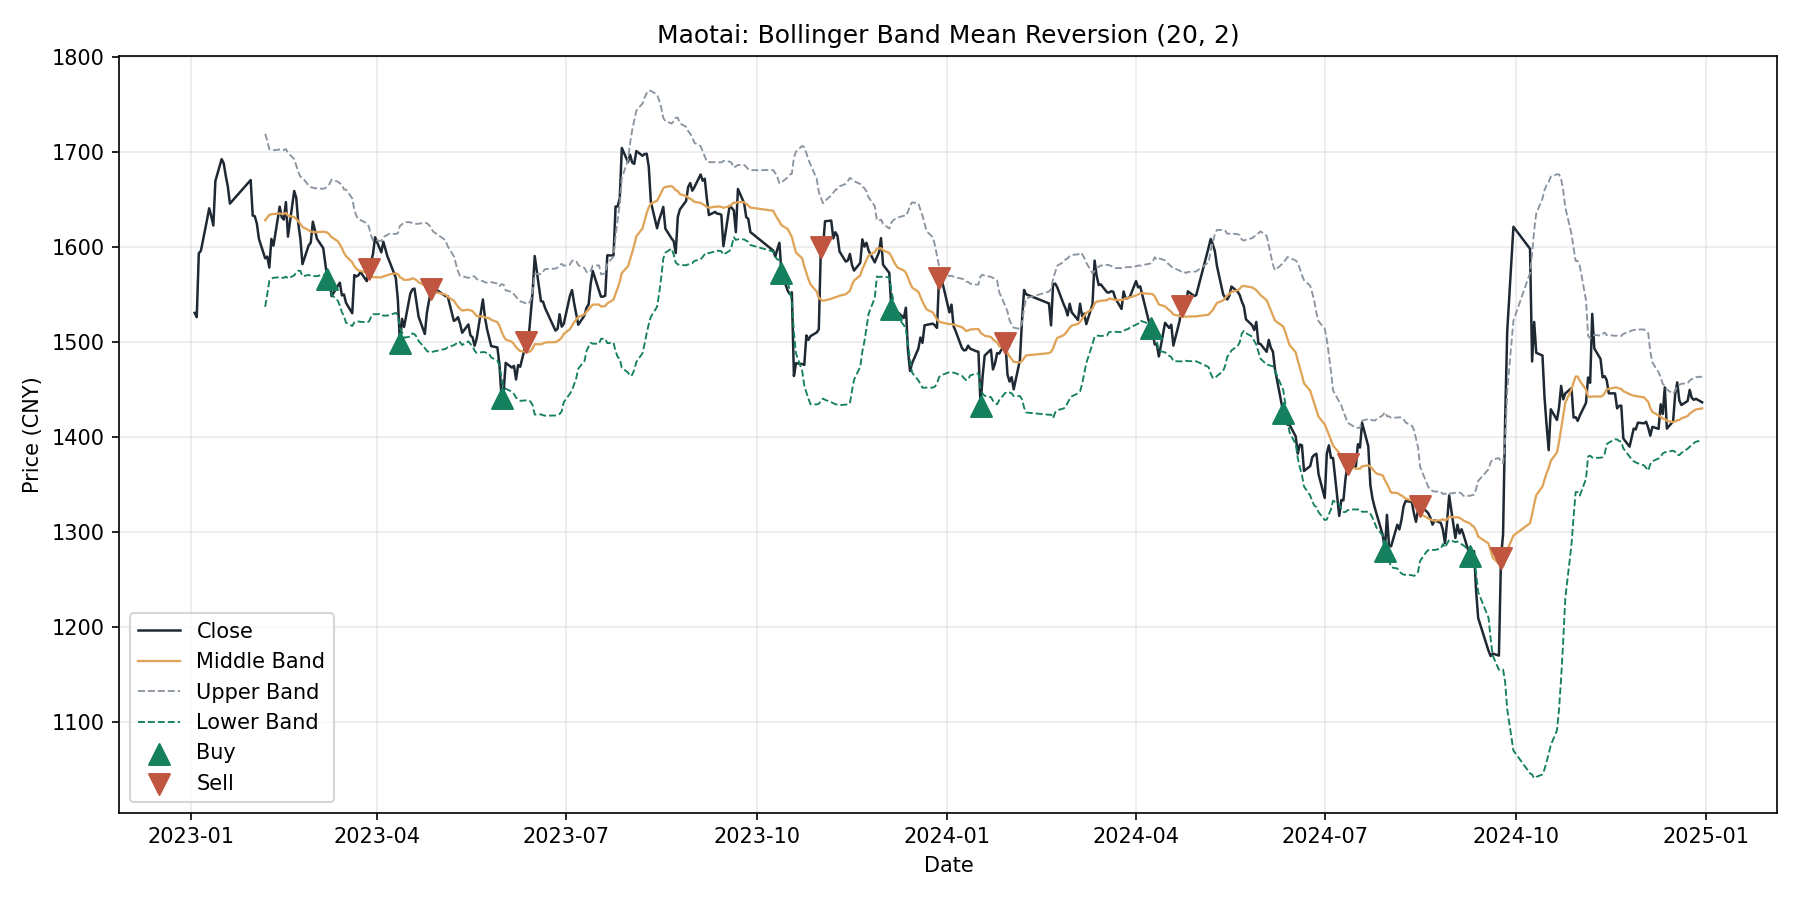 Maotai: Bollinger Band Mean Reversion (20, 2)
Price (CNY)
1800
1700
1600
1500
1400
1300
1200
1100
Close
Middle Band
Upper Band
Lower Band
Buy
Sell
2023-01
2023-04
2023-07
2023-10
2024-01
2024-04
2024-07
2024-10
2025-01
Date